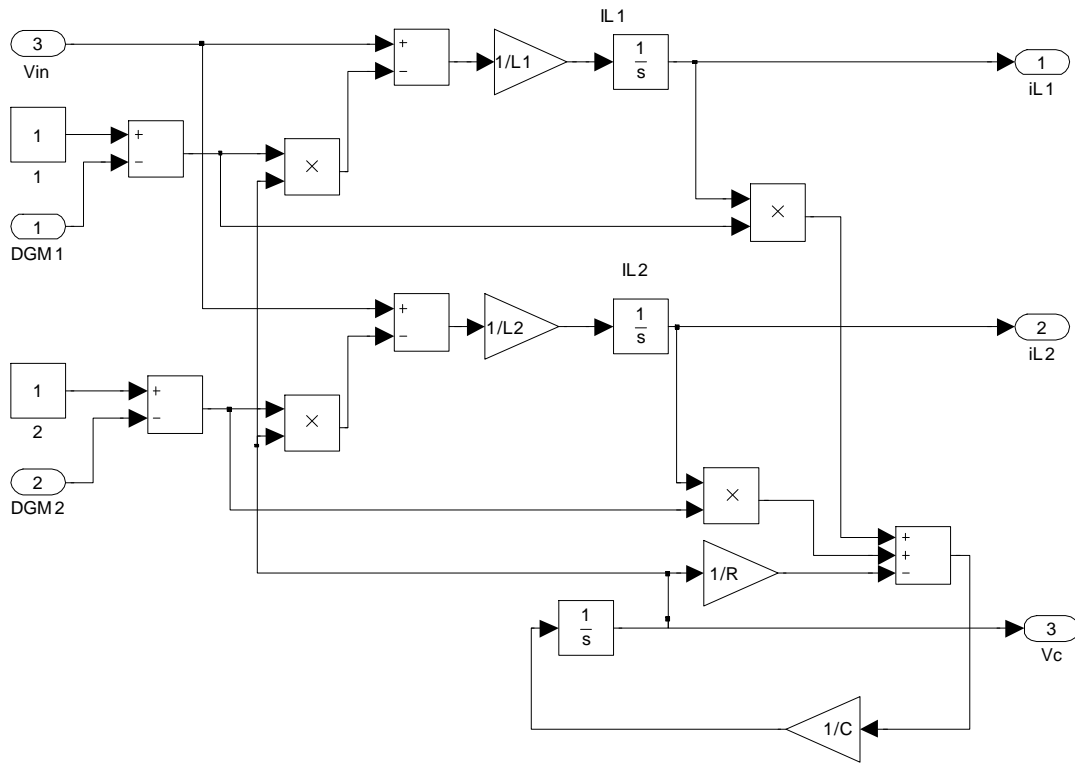 IL1
3
Vin
+
−
1/L1
1
s
1
iL1
1
1
+
−
×
1
DGM1
×
IL2
+
−
1/L2
1
s
2
iL2
1
2
+
−
×
2
DGM2
×
+
+
−
1/R
1
s
3
Vc
1/C